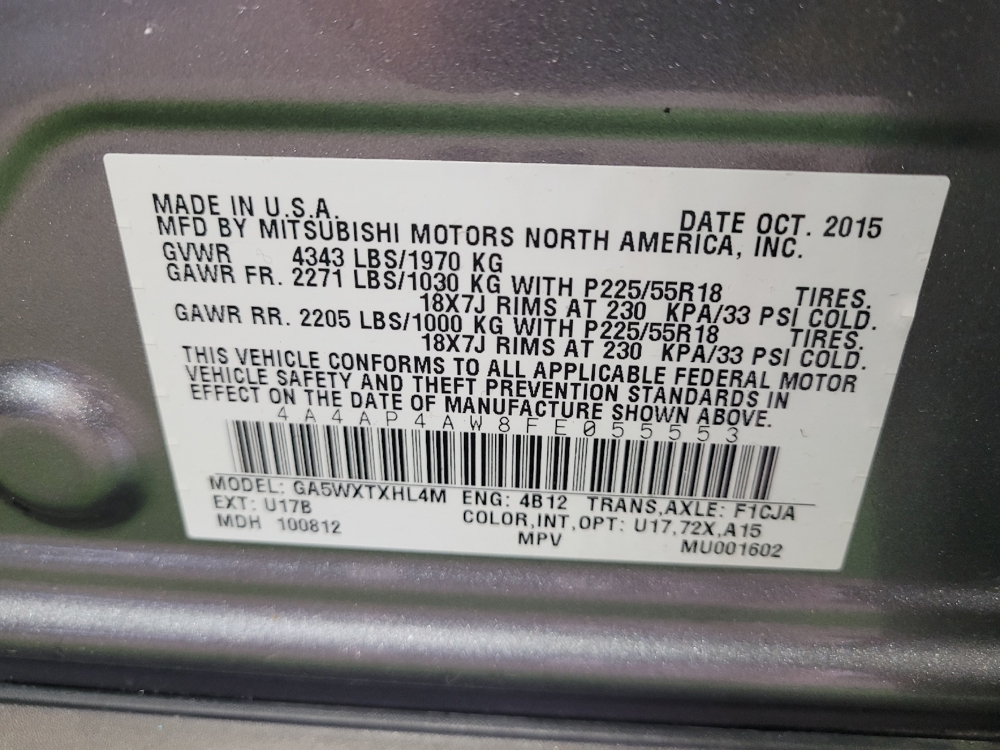 MADE IN U.S.A. DATE OCT. 2015
MFD BY MITSUBISHI MOTORS NORTH AMERICA, INC.
GVWR 4343 LBS/1970 KG
GAWR FR. 2271 LBS/1030 KG WITH P225/55R18 TIRES.
18X7J RIMS AT 230 KPA/33 PSI COLD.
GAWR RR. 2205 LBS/1000 KG WITH P225/55R18 TIRES.
18X7J RIMS AT 230 KPA/33 PSI COLD.
THIS VEHICLE CONFORMS TO ALL APPLICABLE FEDERAL MOTOR
VEHICLE SAFETY AND THEFT PREVENTION STANDARDS IN
EFFECT ON THE DATE OF MANUFACTURE SHOWN ABOVE.
4A4AP4AW8FE055553
MODEL: GA5WXTXHL4M ENG: 4B12 TRANS,AXLE: F1CJA
EXT: U17B COLOR,INT,OPT: U17,72X,A15
MDH 100812 MPV MU001602